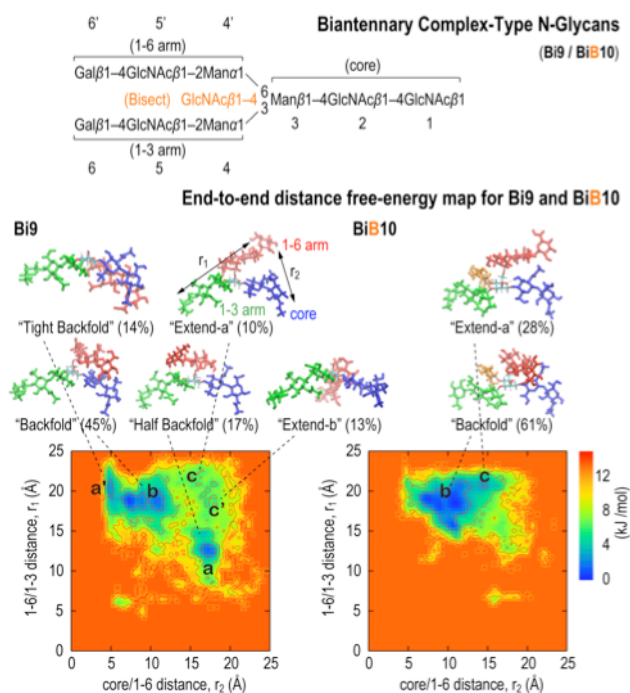 6' 5' 4' Biantennary Complex-Type N-Glycans
(1-6 arm) (Bi9 / BiB10)
Galβ1–4GlcNAcβ1–2Manα1 (core)
(Bisect) GlcNAcβ1–4 6 Manβ1–4GlcNAcβ1–4GlcNAcβ1
3
Galβ1–4GlcNAcβ1–2Manα1 3 2 1
(1-3 arm)
6 5 4
End-to-end distance free-energy map for Bi9 and BiB10
Bi9 BiB10
r1 1-6 arm
r2
1-3 arm core
"Tight Backfold" (14%) "Extend-a" (10%) "Extend-a" (28%)
"Backfold" (45%) "Half Backfold" (17%) "Extend-b" (13%) "Backfold" (61%)
1-6/1-3 distance, r1 (Å)
25
20
15
10
5
0
a' b c c' a
0 5 10 15 20 25
core/1-6 distance, r2 (Å)
1-6/1-3 distance, r1 (Å)
25
20
15
10
5
0
b c
0 5 10 15 20 25
core/1-6 distance, r2 (Å)
10
5
0
(kJ /mol)